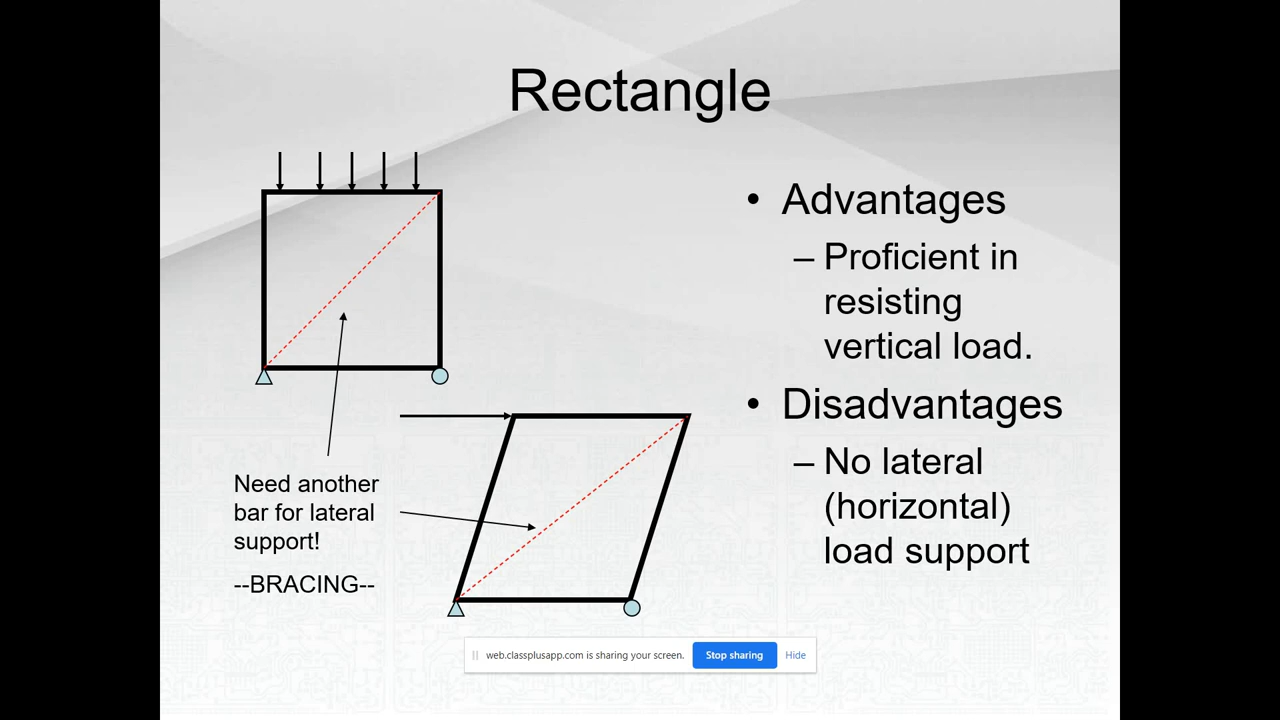 Rectangle
• Advantages
– Proficient in
resisting
vertical load.
• Disadvantages
– No lateral
(horizontal)
load support
Need another
bar for lateral
support!
--BRACING--
web.classplusapp.com is sharing your screen.
Stop sharing
Hide